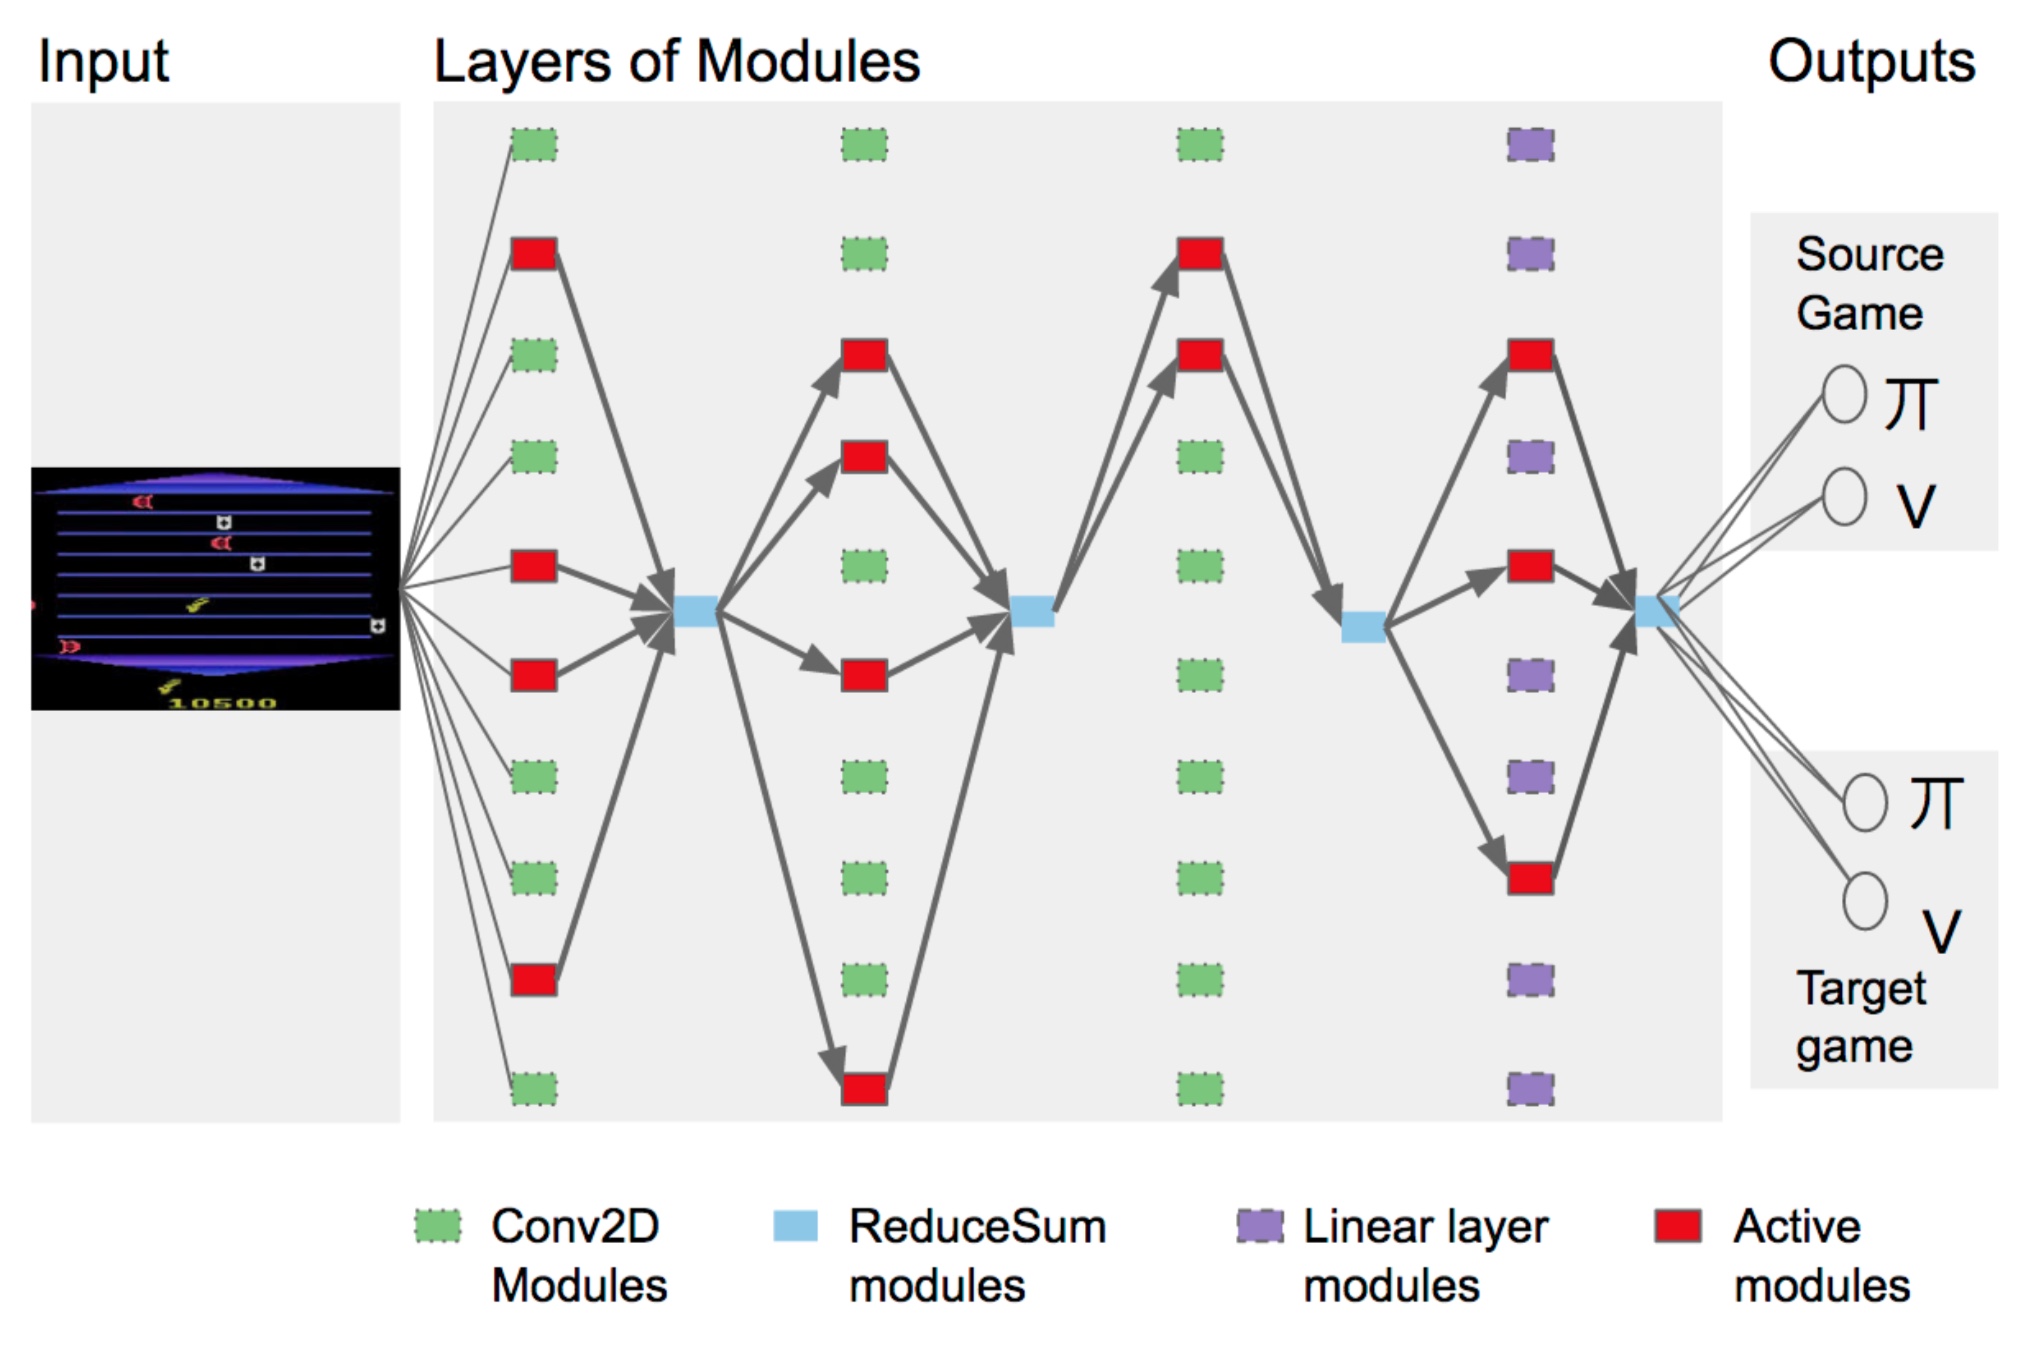 Input
Layers of Modules
Outputs
10500
Source
Game
π
V
π
V
Target
game
Conv2D
Modules
ReduceSum
modules
Linear layer
modules
Active
modules